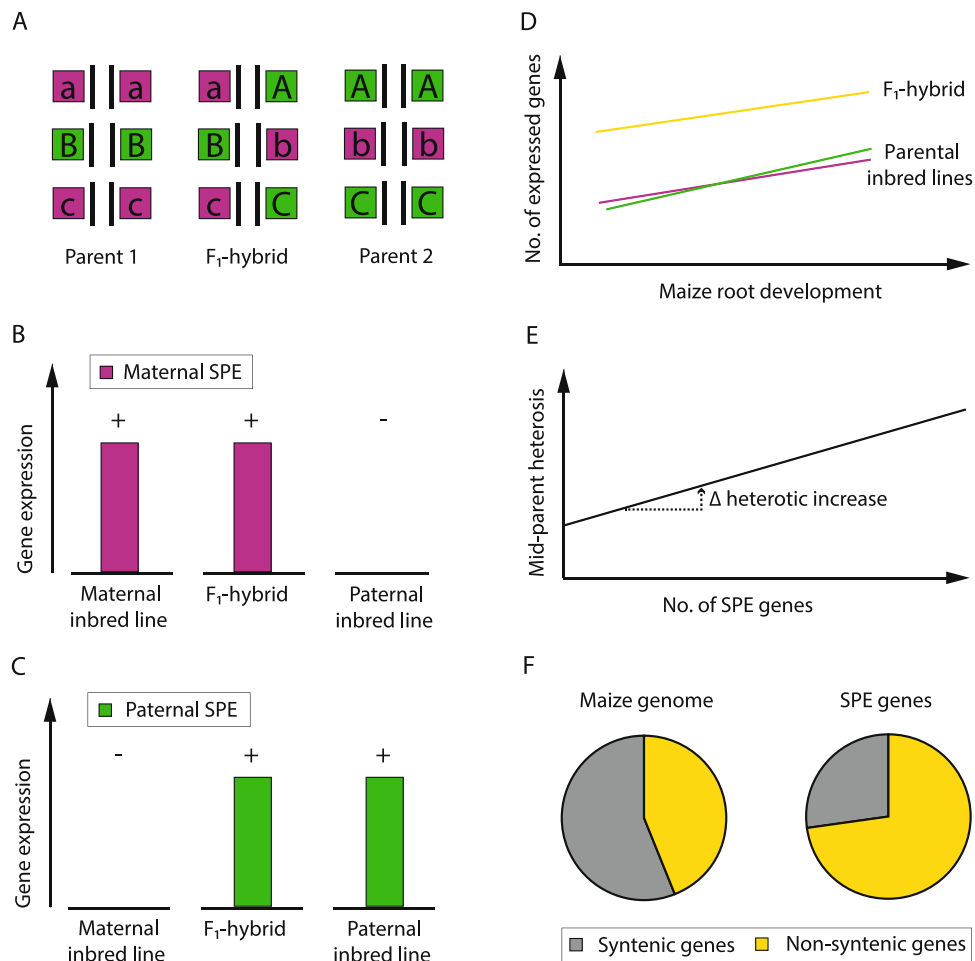 A
a a a A A A
B B B b b b
c c c C C C
Parent 1 F₁-hybrid Parent 2
B
Maternal SPE
Gene expression
+ + -
Maternal
inbred line
F₁-hybrid
Paternal
inbred line
C
Paternal SPE
Gene expression
- + +
Maternal
inbred line
F₁-hybrid
Paternal
inbred line
D
No. of expressed genes
F₁-hybrid
Parental
inbred lines
Maize root development
E
Mid-parent heterosis
Δ heterotic increase
No. of SPE genes
F
Maize genome SPE genes
Syntenic genes Non-syntenic genes